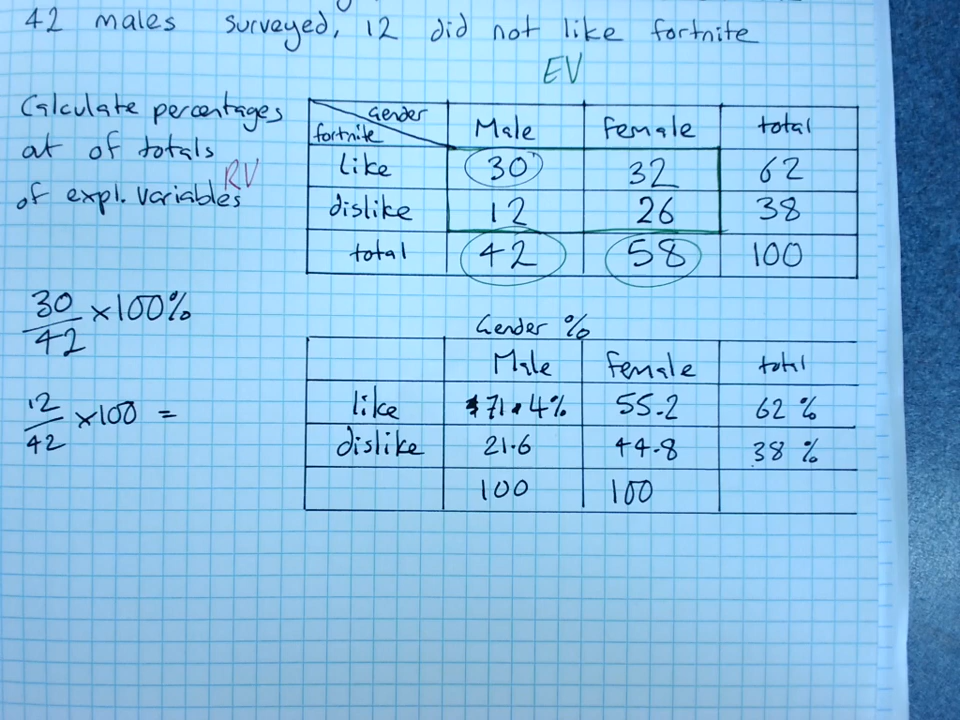 42 males surveyed, 12 did not like fortnite
EV
Calculate percentages
at of totals
RV
of expl. variables
Gender
fortnite
Male Female total
like 30 32 62
dislike 12 26 38
total 42 58 100
30/42 ×100%
12/42 ×100 =
Gender %
Male Female total
like 71.4% 55.2 62 %
dislike 21.6 44.8 38 %
100 100